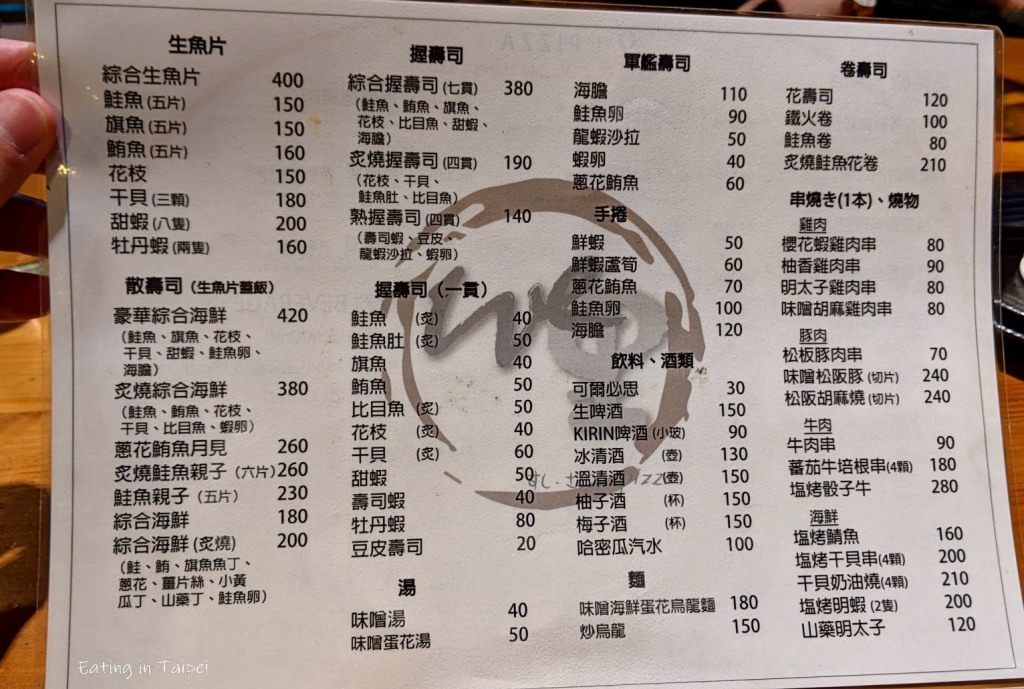 生魚片
綜合生魚片 400
鮭魚(五片) 150
旗魚(五片) 150
鮪魚(五片) 160
花枝 150
干貝(三顆) 180
甜蝦(八隻) 200
牡丹蝦(兩隻) 160
散壽司(生魚片蓋飯)
豪華綜合海鮮 420
(鮭魚、旗魚、花枝、
干貝、甜蝦、鮭魚卵、
海膽)
炙燒綜合海鮮 380
(鮭魚、鮪魚、花枝、
干貝、比目魚、蝦卵)
蔥花鮪魚月見 260
炙燒鮭魚親子(六片) 260
鮭魚親子(五片) 230
綜合海鮮 180
綜合海鮮(炙燒) 200
(鮭、鮪、旗魚魚丁、
蔥花、薑片絲、小黃
瓜丁、山藥丁、鮭魚卵)
握壽司
綜合握壽司(七貫) 380
(鮭魚、鮪魚、旗魚、
花枝、比目魚、甜蝦、
海膽)
炙燒握壽司(四貫) 190
(花枝、干貝、
鮭魚肚、比目魚)
熟握壽司(四貫) 140
(壽司蝦、豆皮、
龍蝦沙拉、蝦卵)
握壽司(一貫)
鮭魚 (炙) 40
鮭魚肚 (炙) 50
旗魚 40
鮪魚 50
比目魚 (炙) 50
花枝 (炙) 40
干貝 (炙) 60
甜蝦 50
壽司蝦 40
牡丹蝦 80
豆皮壽司 20
湯
味噌湯 40
味噌蛋花湯 50
軍艦壽司
海膽 110
鮭魚卵 90
龍蝦沙拉 50
蝦卵 40
蔥花鮪魚 60
手捲
鮮蝦 50
鮮蝦蘆筍 60
蔥花鮪魚 70
鮭魚卵 100
海膽 120
飲料、酒類
可爾必思 30
生啤酒 150
KIRIN啤酒(小玻) 90
冰清酒 (壺) 130
溫清酒 (壺) 150
柚子酒 (杯) 150
梅子酒 (杯) 150
哈密瓜汽水 100
麵
味噌海鮮蛋花烏龍麵 180
炒烏龍 150
卷壽司
花壽司 120
鐵火卷 100
鮭魚卷 80
炙燒鮭魚花卷 210
串燒き(1本)、燒物
雞肉
櫻花蝦雞肉串 80
柚香雞肉串 90
明太子雞肉串 80
味噌胡麻雞肉串 80
豚肉
松板豚肉串 70
味噌松阪豚(切片) 240
松阪胡麻燒(切片) 240
牛肉
牛肉串 90
蕃茄牛培根串(4顆) 180
塩烤骰子牛 280
海鮮
塩烤鯖魚 160
塩烤干貝串(4顆) 200
干貝奶油燒(4顆) 210
塩烤明蝦(2隻) 200
山藥明太子 120
Eating in Taipei